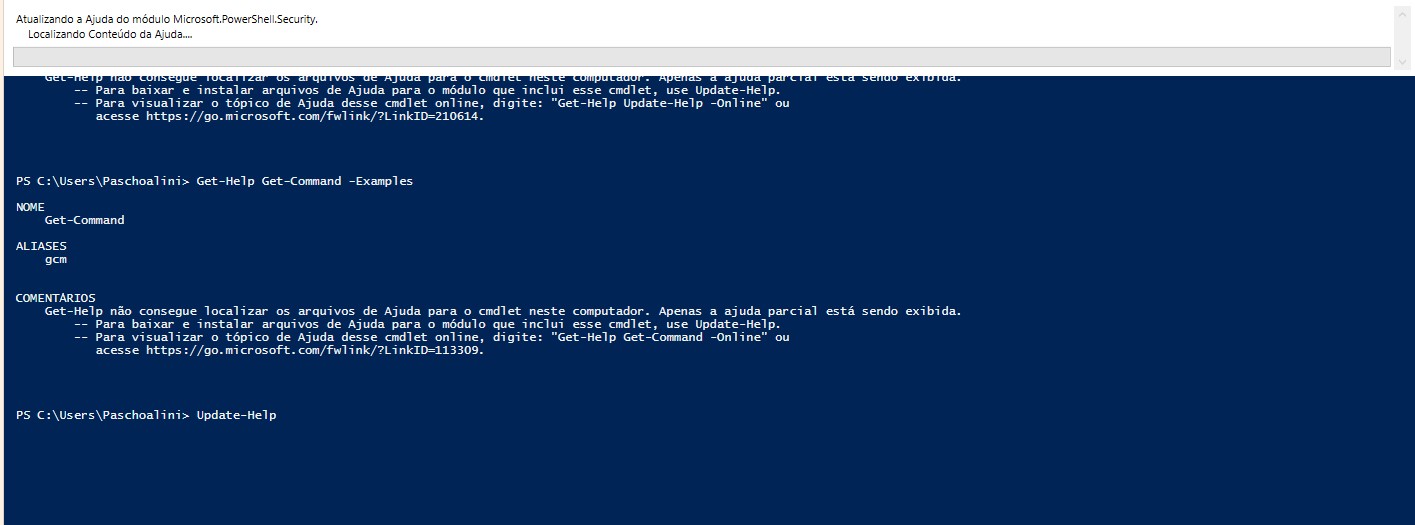 Atualizando a Ajuda do módulo Microsoft.PowerShell.Security.
Localizando Conteúdo da Ajuda....
Get-Help não consegue localizar os arquivos de Ajuda para o cmdlet neste computador. Apenas a ajuda parcial está sendo exibida.
-- Para baixar e instalar arquivos de Ajuda para o módulo que inclui esse cmdlet, use Update-Help.
-- Para visualizar o tópico de Ajuda desse cmdlet online, digite: "Get-Help Update-Help -Online" ou
acesse https://go.microsoft.com/fwlink/?LinkID=210614.
PS C:\Users\Paschoalini> Get-Help Get-Command -Examples
NOME
Get-Command
ALIASES
gcm
COMENTÁRIOS
Get-Help não consegue localizar os arquivos de Ajuda para o cmdlet neste computador. Apenas a ajuda parcial está sendo exibida.
-- Para baixar e instalar arquivos de Ajuda para o módulo que inclui esse cmdlet, use Update-Help.
-- Para visualizar o tópico de Ajuda desse cmdlet online, digite: "Get-Help Get-Command -Online" ou
acesse https://go.microsoft.com/fwlink/?LinkID=113309.
PS C:\Users\Paschoalini> Update-Help